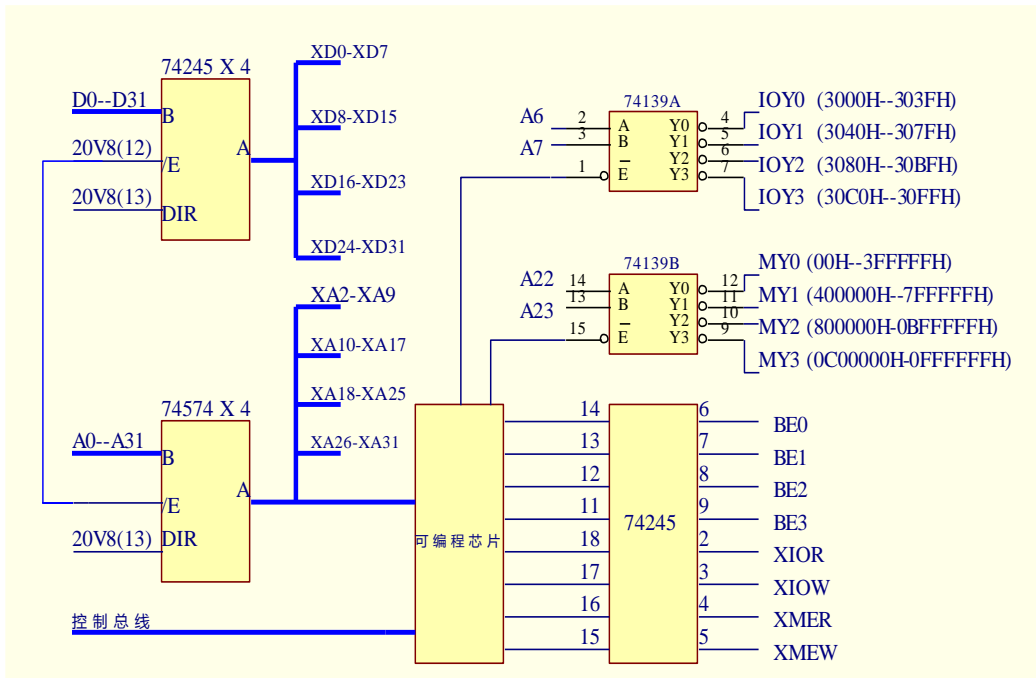 74245 X 4
D0--D31
B
20V8(12)
/E
A
20V8(13)
DIR
XD0-XD7
XD8-XD15
XD16-XD23
XD24-XD31
74139A
A6 2 A Y0 4 IOY0 (3000H--303FH)
A7 3 B Y1 5 IOY1 (3040H--307FH)
Y2 6 IOY2 (3080H--30BFH)
1 E Y3 7 IOY3 (30C0H--30FFH)
74139B
A22 14 A Y0 12 MY0 (00H--3FFFFFH)
A23 13 B Y1 11 MY1 (400000H--7FFFFFH)
Y2 10 MY2 (800000H-0BFFFFFH)
15 E Y3 9 MY3 (0C00000H-0FFFFFFH)
XA2-XA9
XA10-XA17
XA18-XA25
XA26-XA31
74574 X 4
A0--A31
B
/E
A
20V8(13)
DIR
控制总线
可编程芯片
74245
14 6 BE0
13 7 BE1
12 8 BE2
11 9 BE3
18 2 XIOR
17 3 XIOW
16 4 XMER
15 5 XMEW